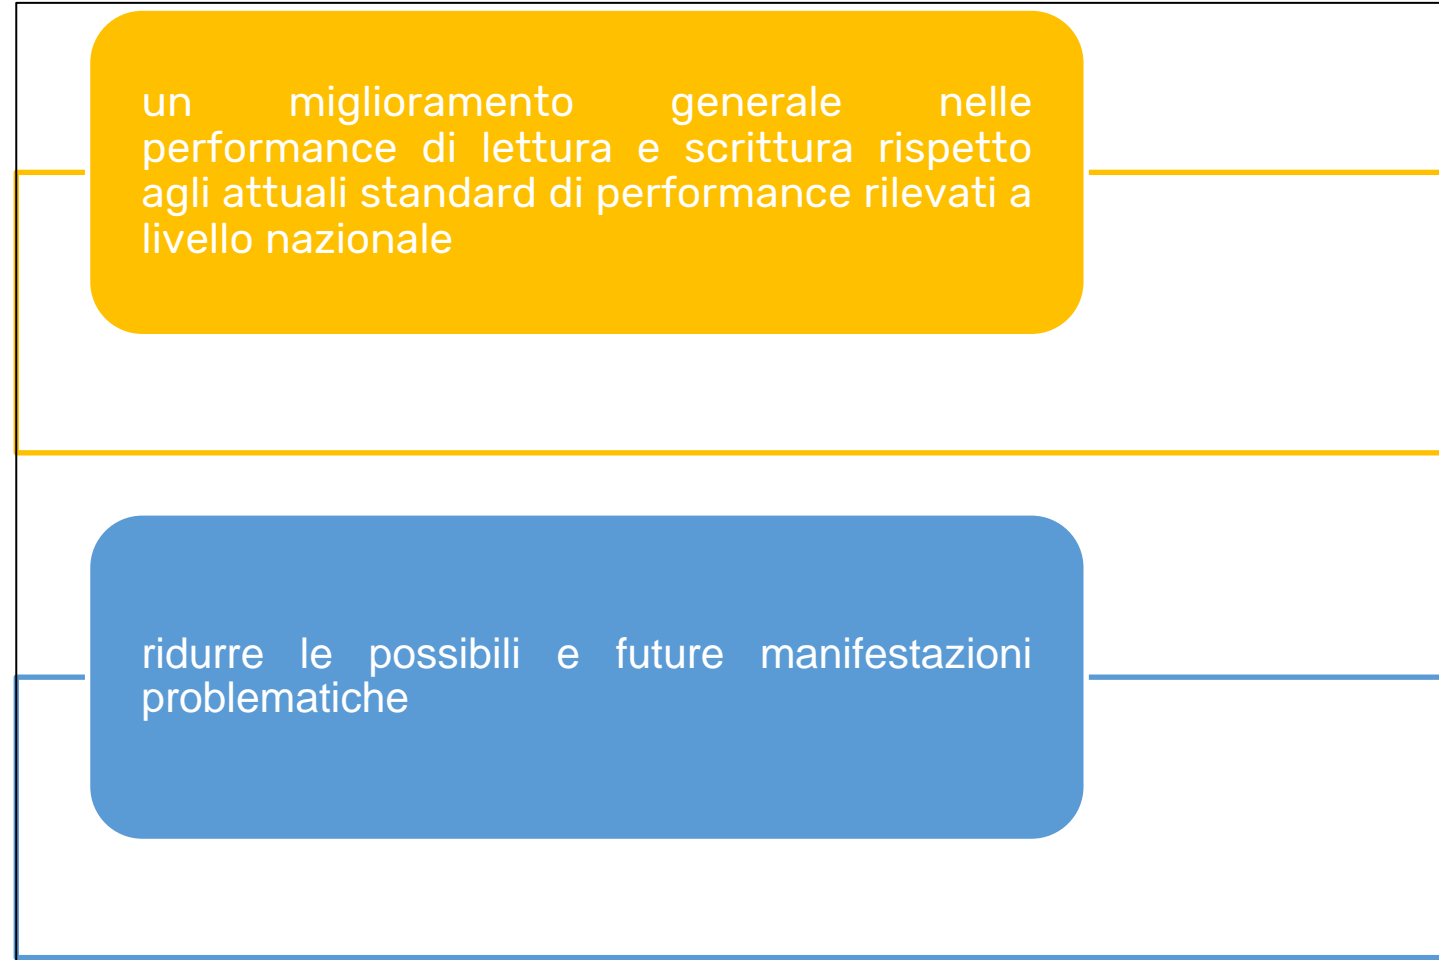 un miglioramento generale nelle
performance di lettura e scrittura rispetto
agli attuali standard di performance rilevati a
livello nazionale
ridurre le possibili e future manifestazioni
problematiche